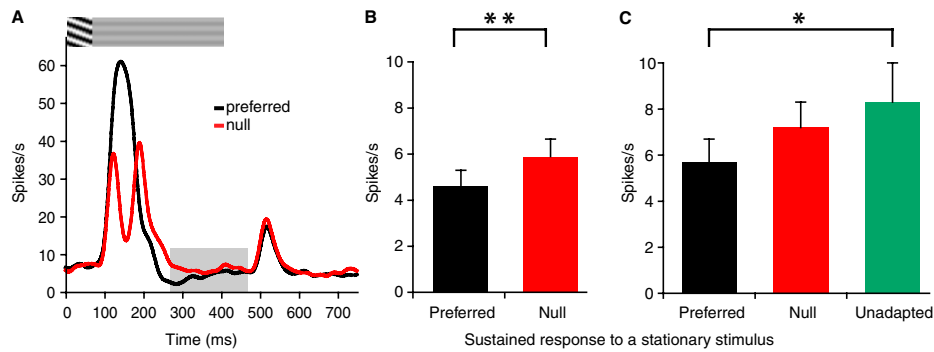 A
60
50
40
30
20
10
0
Spikes/s
preferred
null
0 100 200 300 400 500 600 700
Time (ms)
B
**
10
8
6
4
2
0
Spikes/s
Preferred Null
C
*
10
8
6
4
2
0
Spikes/s
Preferred Null Unadapted
Sustained response to a stationary stimulus